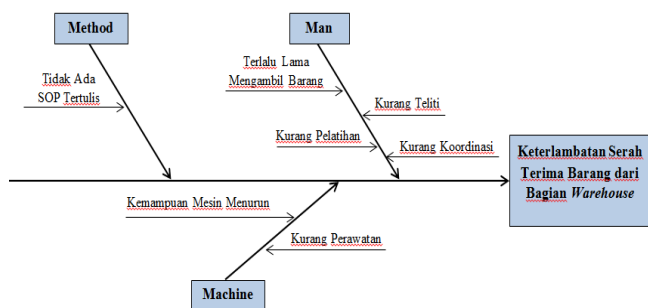 Method
Man
Terlalu Lama
Mengambil Barang
Tidak Ada
SOP Tertulis
Kurang Teliti
Kurang Pelatihan
Kurang Koordinasi
Keterlambatan Serah
Terima Barang dari
Bagian Warehouse
Kemampuan Mesin Menurun
Kurang Perawatan
Machine